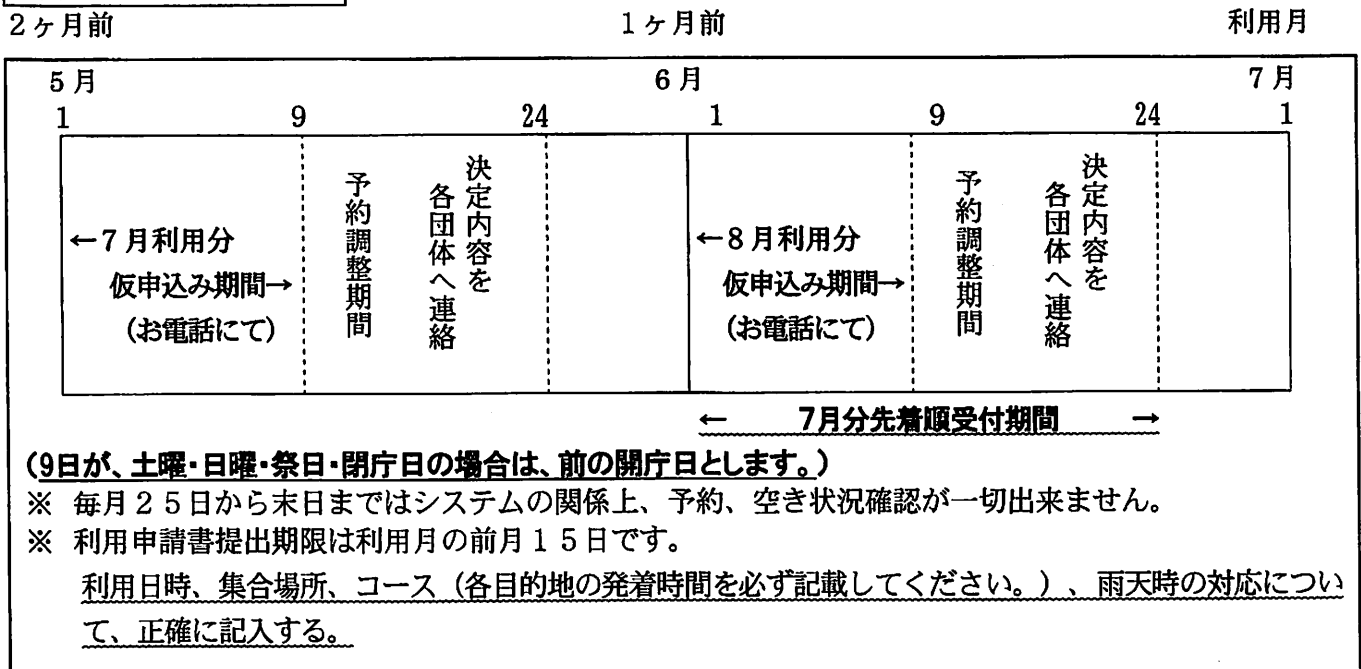 2ヶ月前 1ヶ月前 利用月
5月 6月 7月
1 9 24 1 9 24 1
←7月利用分
仮申込み期間→
(お電話にて)
予約調整期間
決定内容を
各団体へ連絡
←8月利用分
仮申込み期間→
(お電話にて)
予約調整期間
決定内容を
各団体へ連絡
← 7月分先着順受付期間 →
(9日が、土曜・日曜・祭日・閉庁日の場合は、前の開庁日とします。)
※ 毎月25日から末日まではシステムの関係上、予約、空き状況確認が一切出来ません。
※ 利用申請書提出期限は利用月の前月15日です。
利用日時、集合場所、コース(各目的地の発着時間を必ず記載してください。)、雨天時の対応につい
て、正確に記入する。